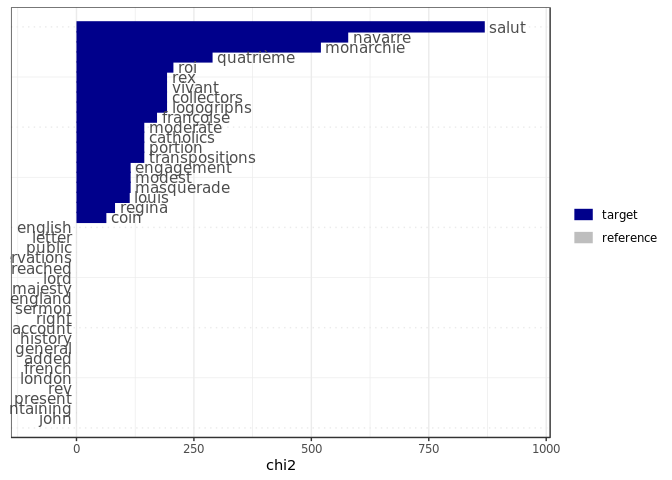 salut
navarre
monarchie
quatrieme
roi
rex
vivant
collectors
logogriphs
francoise
moderate
catholics
portion
transpositions
engagement
modest
masquerade
louis
regina
coin
english
letter
public
ervations
reached
lord
majesty
england
sermon
right
account
history
general
added
french
london
rev
present
ntaining
john
0 250 500 750 1000
chi2
target
reference